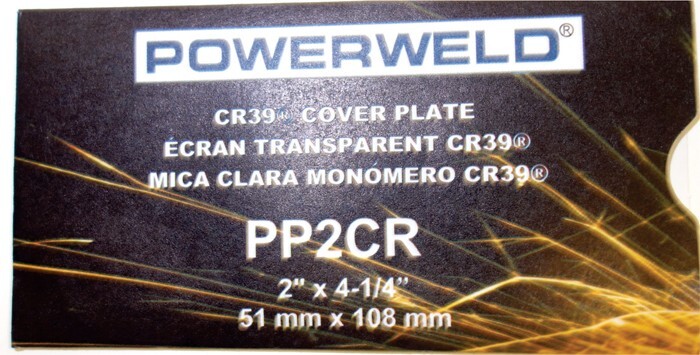 POWERWELD®
CR39® COVER PLATE
ÉCRAN TRANSPARENT CR39®
MICA CLARA MONÓMERO CR39®
PP2CR
2" x 4-1/4"
51 mm x 108 mm